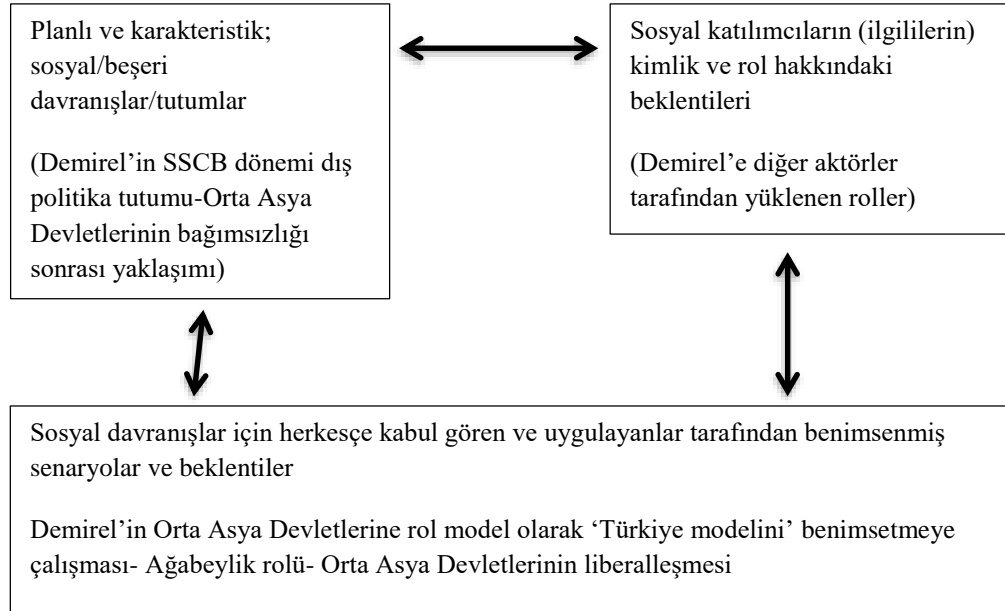 Planlı ve karakteristik;
sosyal/beşeri
davranışlar/tutumlar
(Demirel’in SSCB dönemi dış
politika tutumu-Orta Asya
Devletlerinin bağımsızlığı
sonrası yaklaşımı)
Sosyal katılımcıların (ilgililerin)
kimlik ve rol hakkındaki
beklentileri
(Demirel’e diğer aktörler
tarafından yüklenen roller)
Sosyal davranışlar için herkesçe kabul gören ve uygulayanlar tarafından benimsenmiş
senaryolar ve beklentiler
Demirel’in Orta Asya Devletlerine rol model olarak ‘Türkiye modelini’ benimsetmeye
çalışması- Ağabeylik rolü- Orta Asya Devletlerinin liberalleşmesi